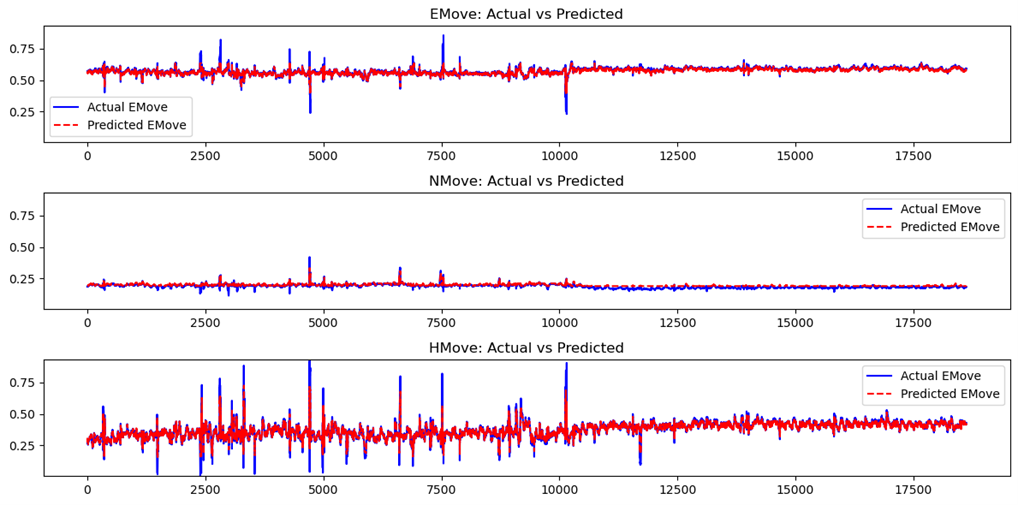 EMove: Actual vs Predicted
0.75
0.50
0.25
Actual EMove
Predicted EMove
0 2500 5000 7500 10000 12500 15000 17500
NMove: Actual vs Predicted
0.75
0.50
0.25
Actual EMove
Predicted EMove
0 2500 5000 7500 10000 12500 15000 17500
HMove: Actual vs Predicted
0.75
0.50
0.25
Actual EMove
Predicted EMove
0 2500 5000 7500 10000 12500 15000 17500